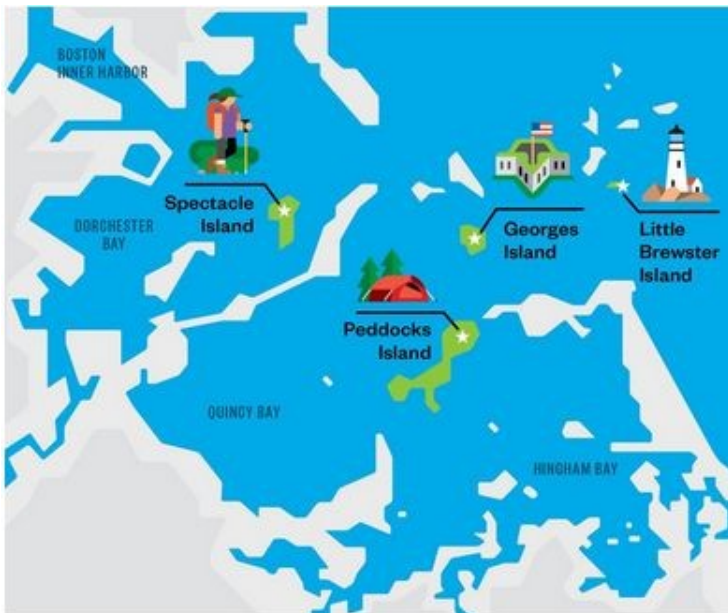 BOSTON
INNER HARBOR
Spectacle
Island
DORCHESTER
BAY
Georges
Island
Little
Brewster
Island
Peddocks
Island
QUINCY BAY
HINGHAM BAY